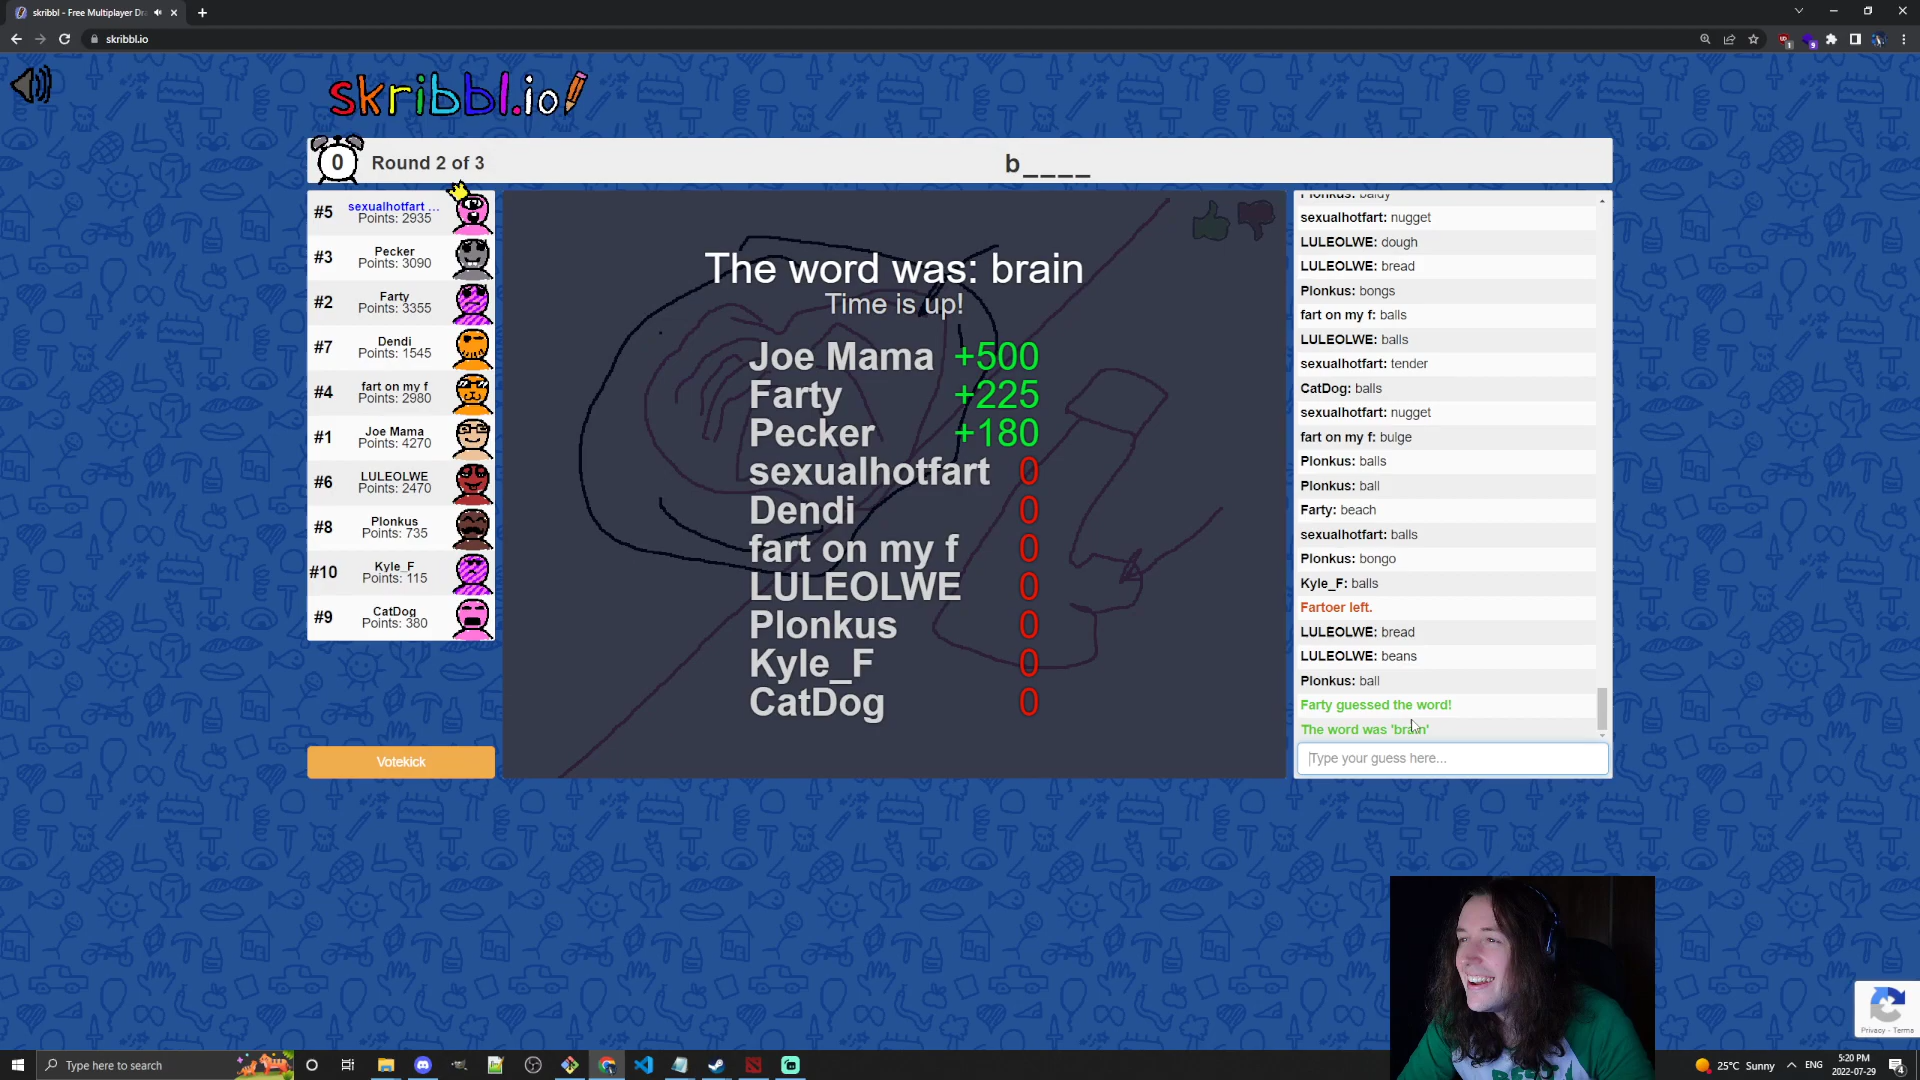 skribbl - Free Multiplayer Dr
skribbl.io
skribbl.io
0
Round 2 of 3
b____
#5
sexualhotfart ...
Points: 2935
#3
Pecker
Points: 3090
#2
Farty
Points: 3355
#7
Dendi
Points: 1545
#4
fart on my f
Points: 2980
#1
Joe Mama
Points: 4270
#6
LULEOLWE
Points: 2470
#8
Plonkus
Points: 735
#10
Kyle_F
Points: 115
#9
CatDog
Points: 380
Votekick
The word was: brain
Time is up!
Joe Mama +500
Farty +225
Pecker +180
sexualhotfart 0
Dendi 0
fart on my f 0
LULEOLWE 0
Plonkus 0
Kyle_F 0
CatDog 0
Plonkus: baldy
sexualhotfart: nugget
LULEOLWE: dough
LULEOLWE: bread
Plonkus: bongs
fart on my f: balls
LULEOLWE: balls
sexualhotfart: tender
CatDog: balls
sexualhotfart: nugget
fart on my f: bulge
Plonkus: balls
Plonkus: ball
Farty: beach
sexualhotfart: balls
Plonkus: bongo
Kyle_F: balls
Fartoer left.
LULEOLWE: bread
LULEOLWE: beans
Plonkus: ball
Farty guessed the word!
The word was 'brain'
Type your guess here...
Privacy - Terms
Type here to search
25°C Sunny
ENG
5:20 PM
2022-07-29